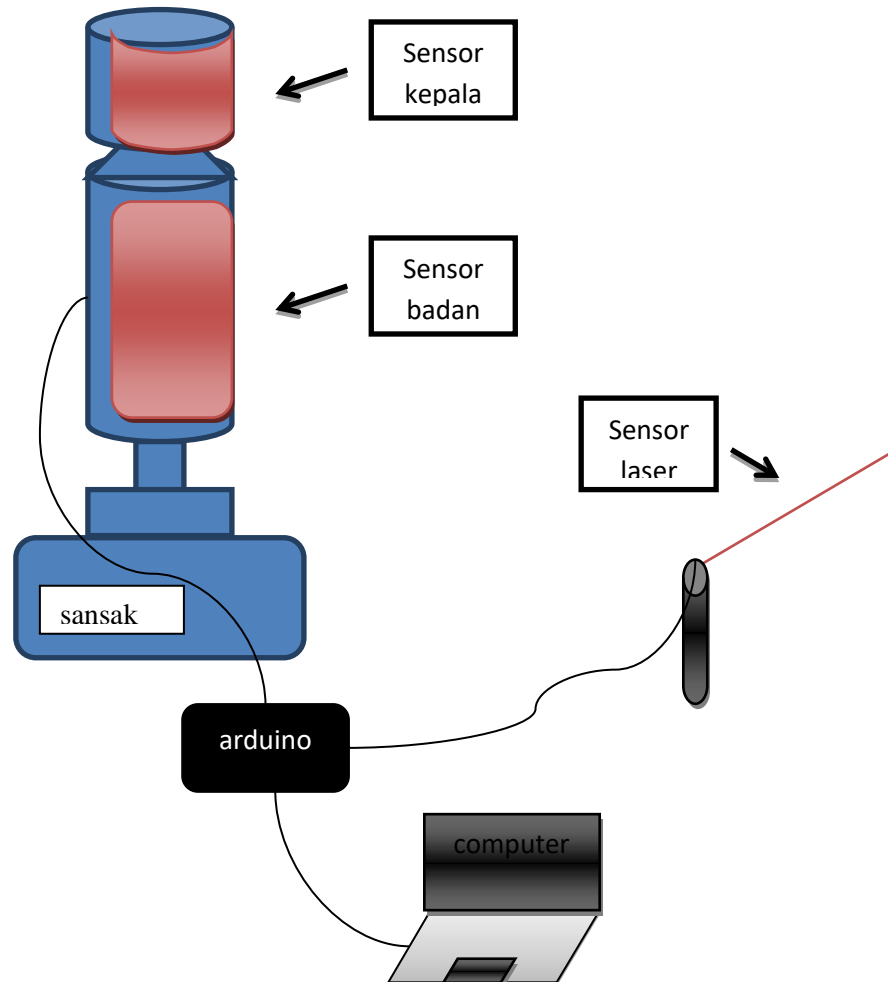 Sensor
kepala
Sensor
badan
Sensor
laser
sansak
arduino
computer